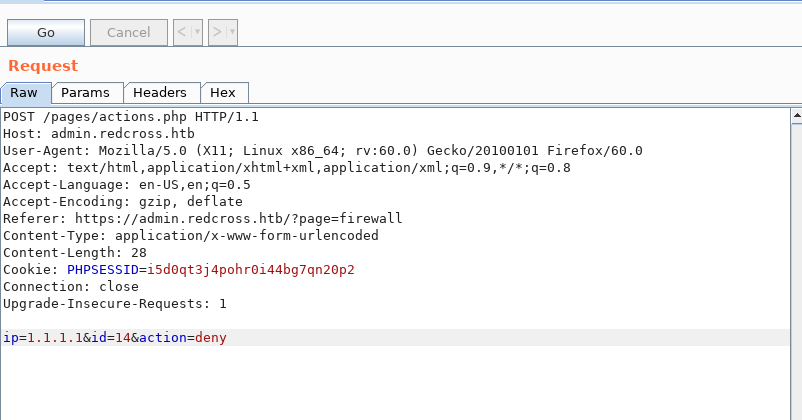 Go Cancel < >
Request
Raw Params Headers Hex
POST /pages/actions.php HTTP/1.1
Host: admin.redcross.htb
User-Agent: Mozilla/5.0 (X11; Linux x86_64; rv:60.0) Gecko/20100101 Firefox/60.0
Accept: text/html,application/xhtml+xml,application/xml;q=0.9,*/*;q=0.8
Accept-Language: en-US,en;q=0.5
Accept-Encoding: gzip, deflate
Referer: https://admin.redcross.htb/?page=firewall
Content-Type: application/x-www-form-urlencoded
Content-Length: 28
Cookie: PHPSESSID=i5d0qt3j4pohr0i44bg7qn20p2
Connection: close
Upgrade-Insecure-Requests: 1
ip=1.1.1.1&id=14&action=deny